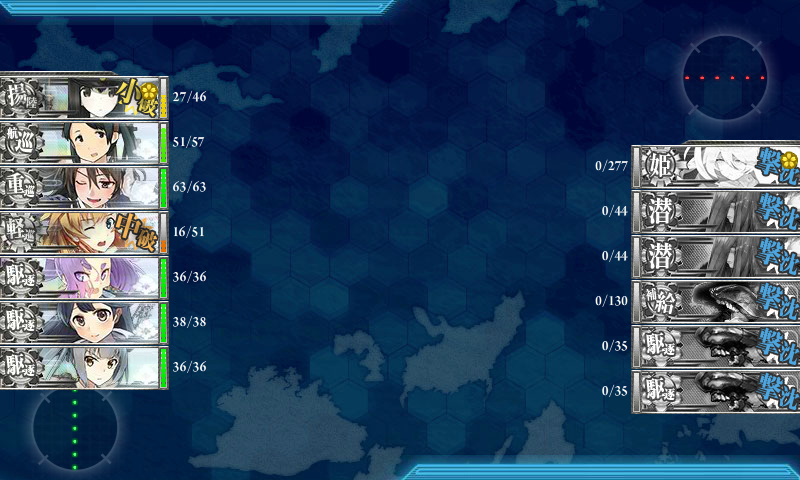 揚陸
小破
27/46
航巡
51/57
重巡
63/63
軽巡
中破
16/51
駆逐
36/36
駆逐
38/38
駆逐
36/36
0/277
姫
撃沈
0/44
潜
撃沈
0/44
潜
撃沈
0/130
補給
撃沈
0/35
駆逐
撃沈
0/35
駆逐
撃沈